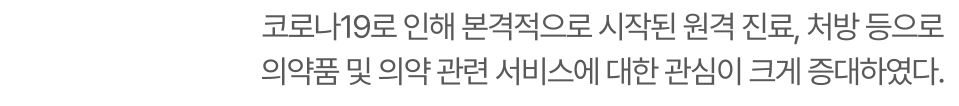 코로나19로 인해 본격적으로 시작된 원격 진료, 처방 등으로
의약품 및 의약 관련 서비스에 대한 관심이 크게 증대하였다.